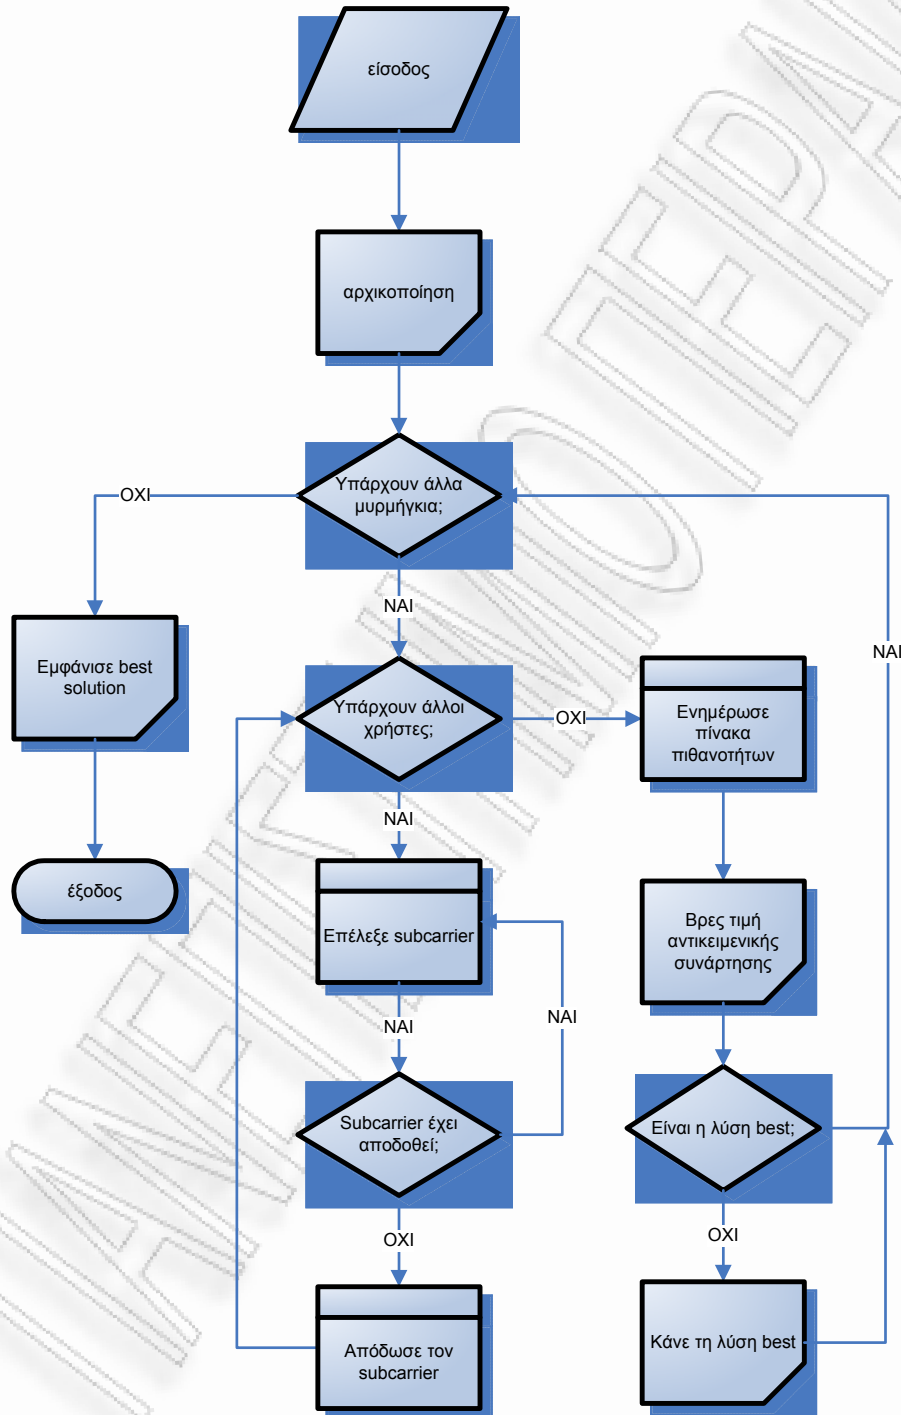 είσοδος
αρχικοποίηση
Υπάρχουν άλλα
μυρμήγκια;
ΟΧΙ
ΝΑΙ
Εμφάνισε best
solution
έξοδος
Υπάρχουν άλλοι
χρήστες;
ΟΧΙ
Ενημέρωσε
πίνακα
πιθανοτήτων
ΝΑΙ
ΝΑΙ
Επέλεξε subcarrier
Βρες τιμή
αντικειμενικής
συνάρτησης
ΝΑΙ
ΝΑΙ
Subcarrier έχει
αποδοθεί;
Είναι η λύση best;
ΟΧΙ
ΟΧΙ
Απόδωσε τον
subcarrier
Κάνε τη λύση best